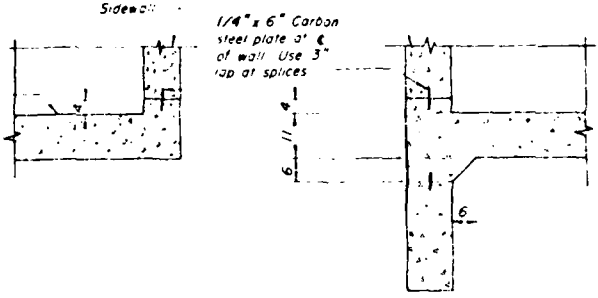 Sidewall
1/4" x 6" Carbon
steel plate at ℄
of wall Use 3"
lap at splices
4
4
11
6
6